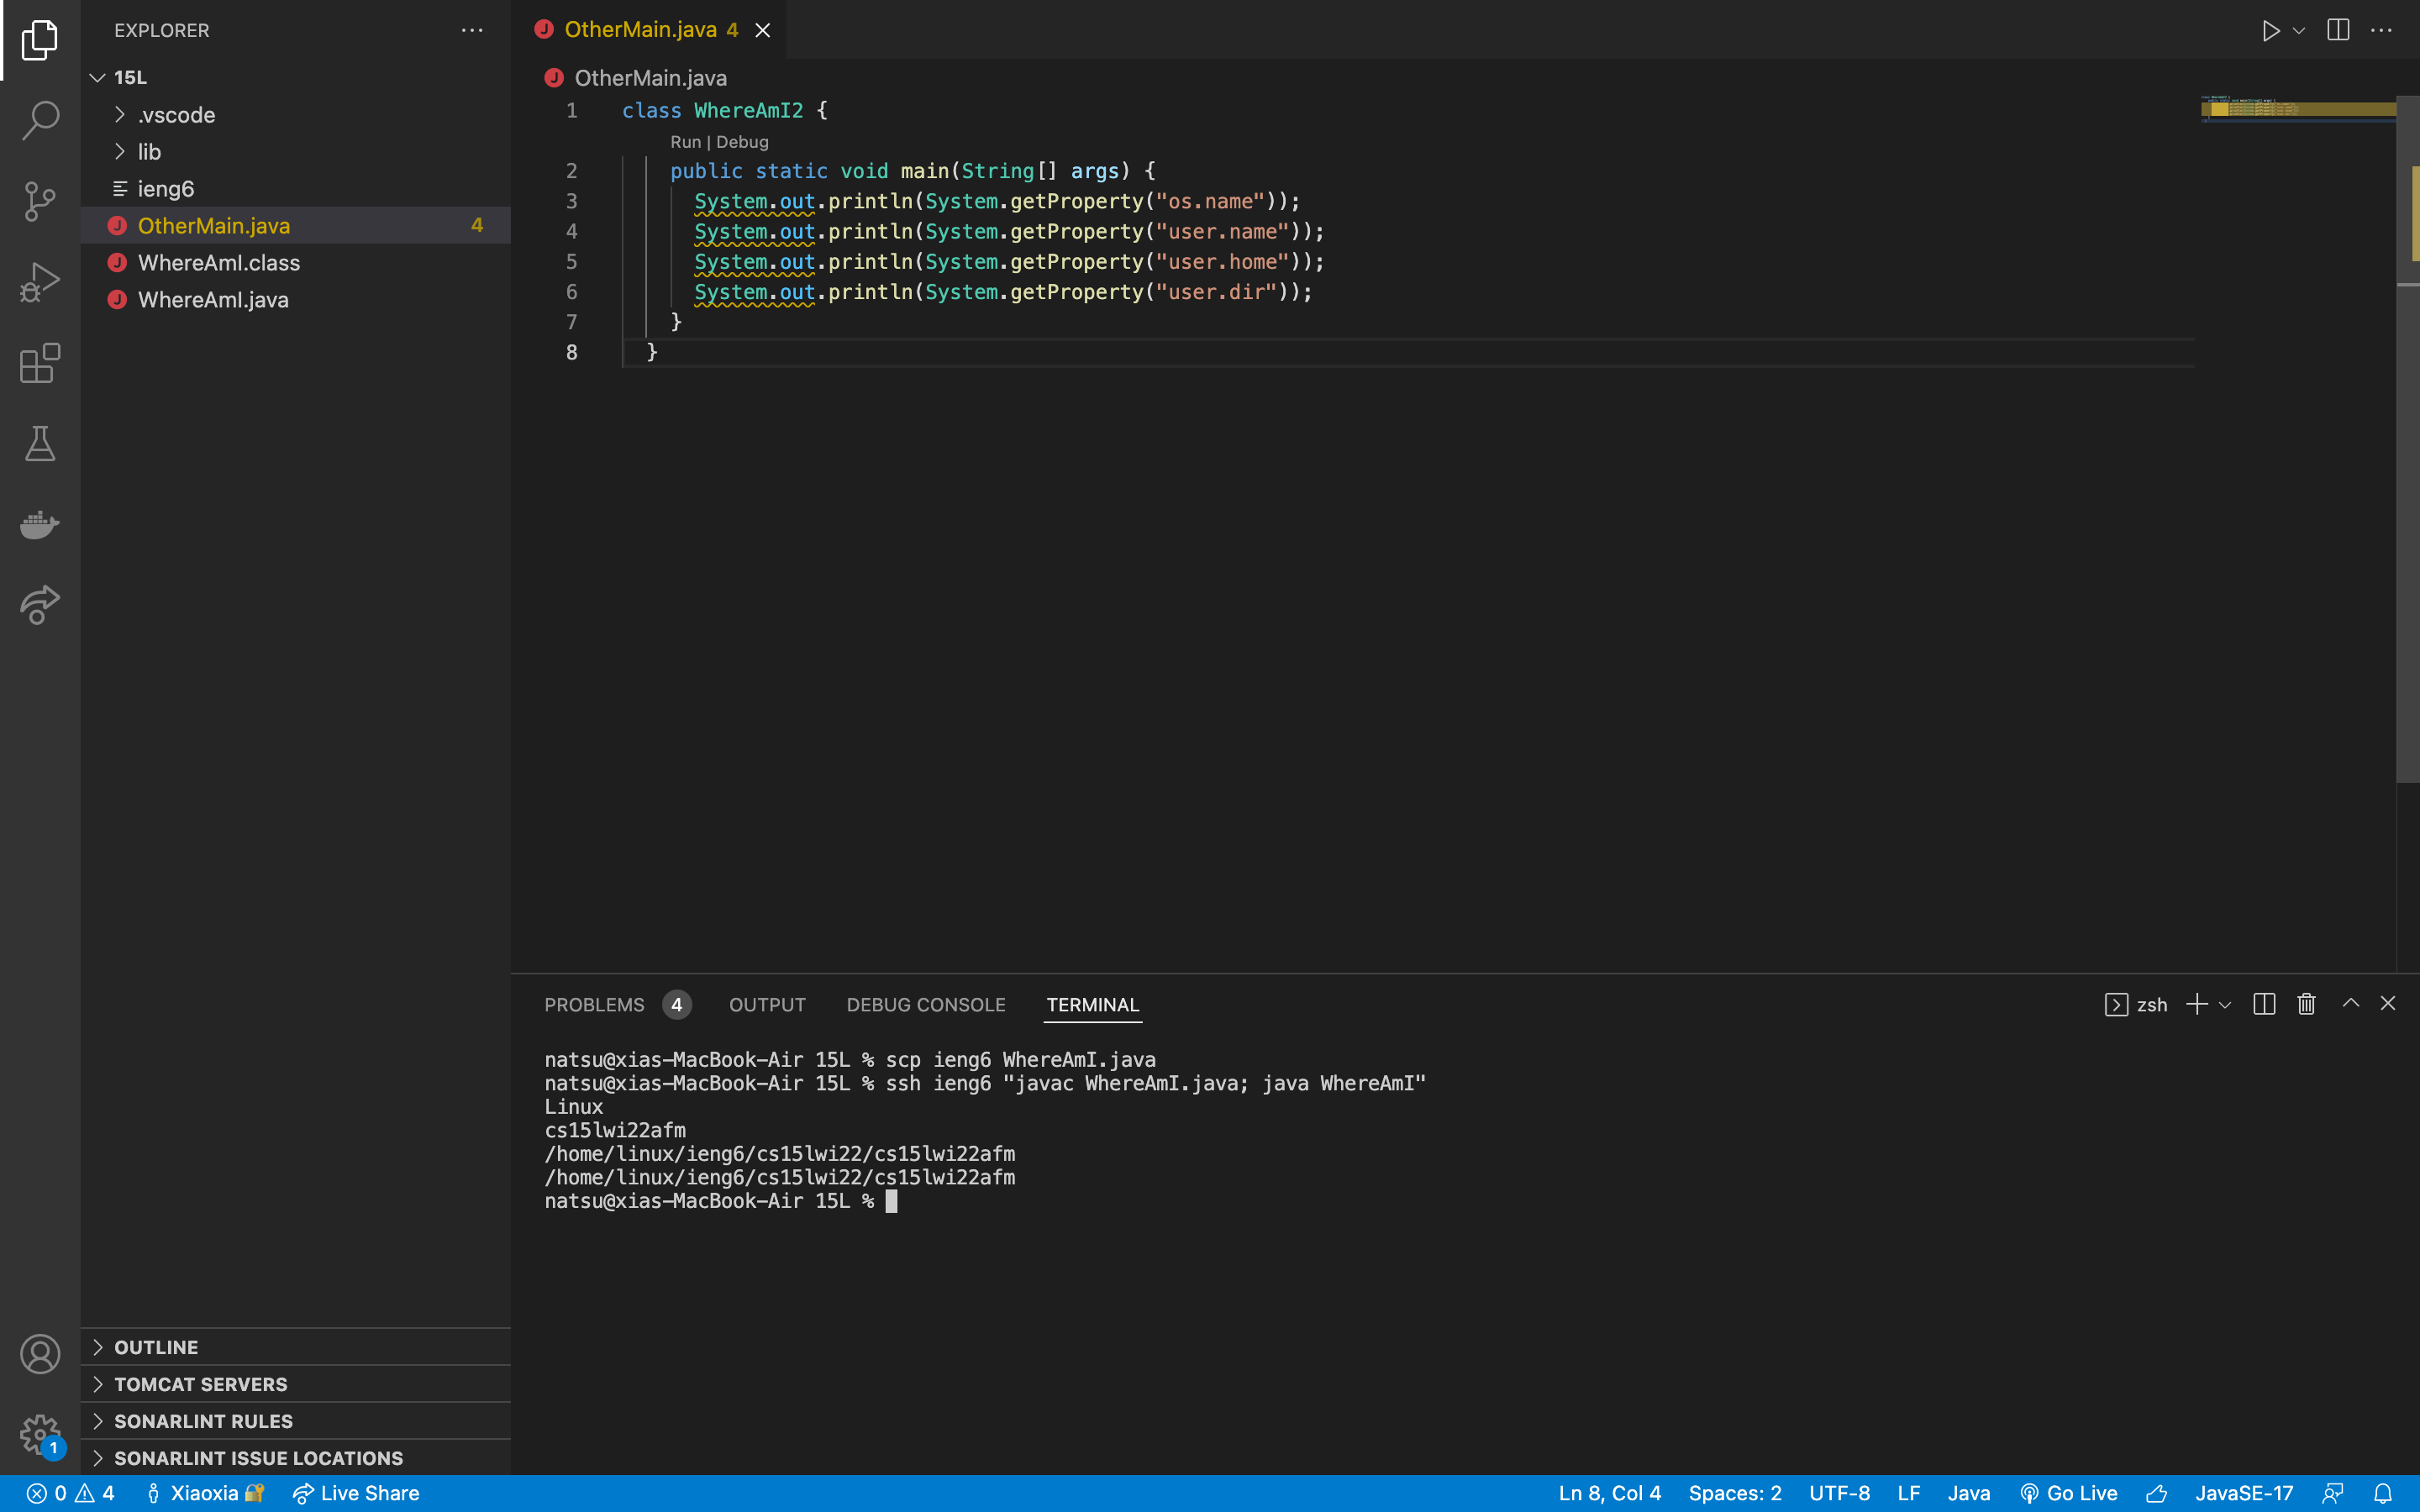 EXPLORER
15L
.vscode
lib
ieng6
OtherMain.java 4
WhereAmI.class
WhereAmI.java
OUTLINE
TOMCAT SERVERS
SONARLINT RULES
SONARLINT ISSUE LOCATIONS
OtherMain.java 4
OtherMain.java
1 class WhereAmI2 {
Run | Debug
2 public static void main(String[] args) {
3 System.out.println(System.getProperty("os.name"));
4 System.out.println(System.getProperty("user.name"));
5 System.out.println(System.getProperty("user.home"));
6 System.out.println(System.getProperty("user.dir"));
7 }
8 }
PROBLEMS 4 OUTPUT DEBUG CONSOLE TERMINAL zsh
natsu@xias-MacBook-Air 15L % scp ieng6 WhereAmI.java
natsu@xias-MacBook-Air 15L % ssh ieng6 "javac WhereAmI.java; java WhereAmI"
Linux
cs15lwi22afm
/home/linux/ieng6/cs15lwi22/cs15lwi22afm
/home/linux/ieng6/cs15lwi22/cs15lwi22afm
natsu@xias-MacBook-Air 15L %
1
0 4 Xiaoxia Live Share Ln 8, Col 4 Spaces: 2 UTF-8 LF Java Go Live JavaSE-17